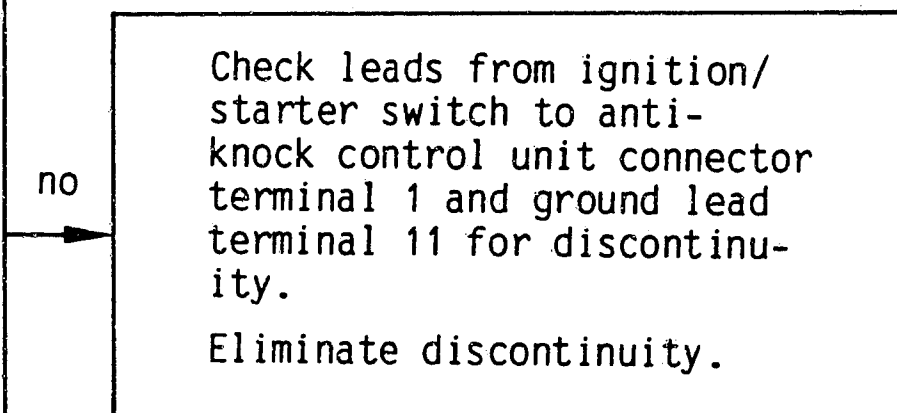 Check leads from ignition/
starter switch to anti-
knock control unit connector
no
terminal 1 and ground lead
terminal 11 for discontinu-
ity.
Eliminate discontinuity.